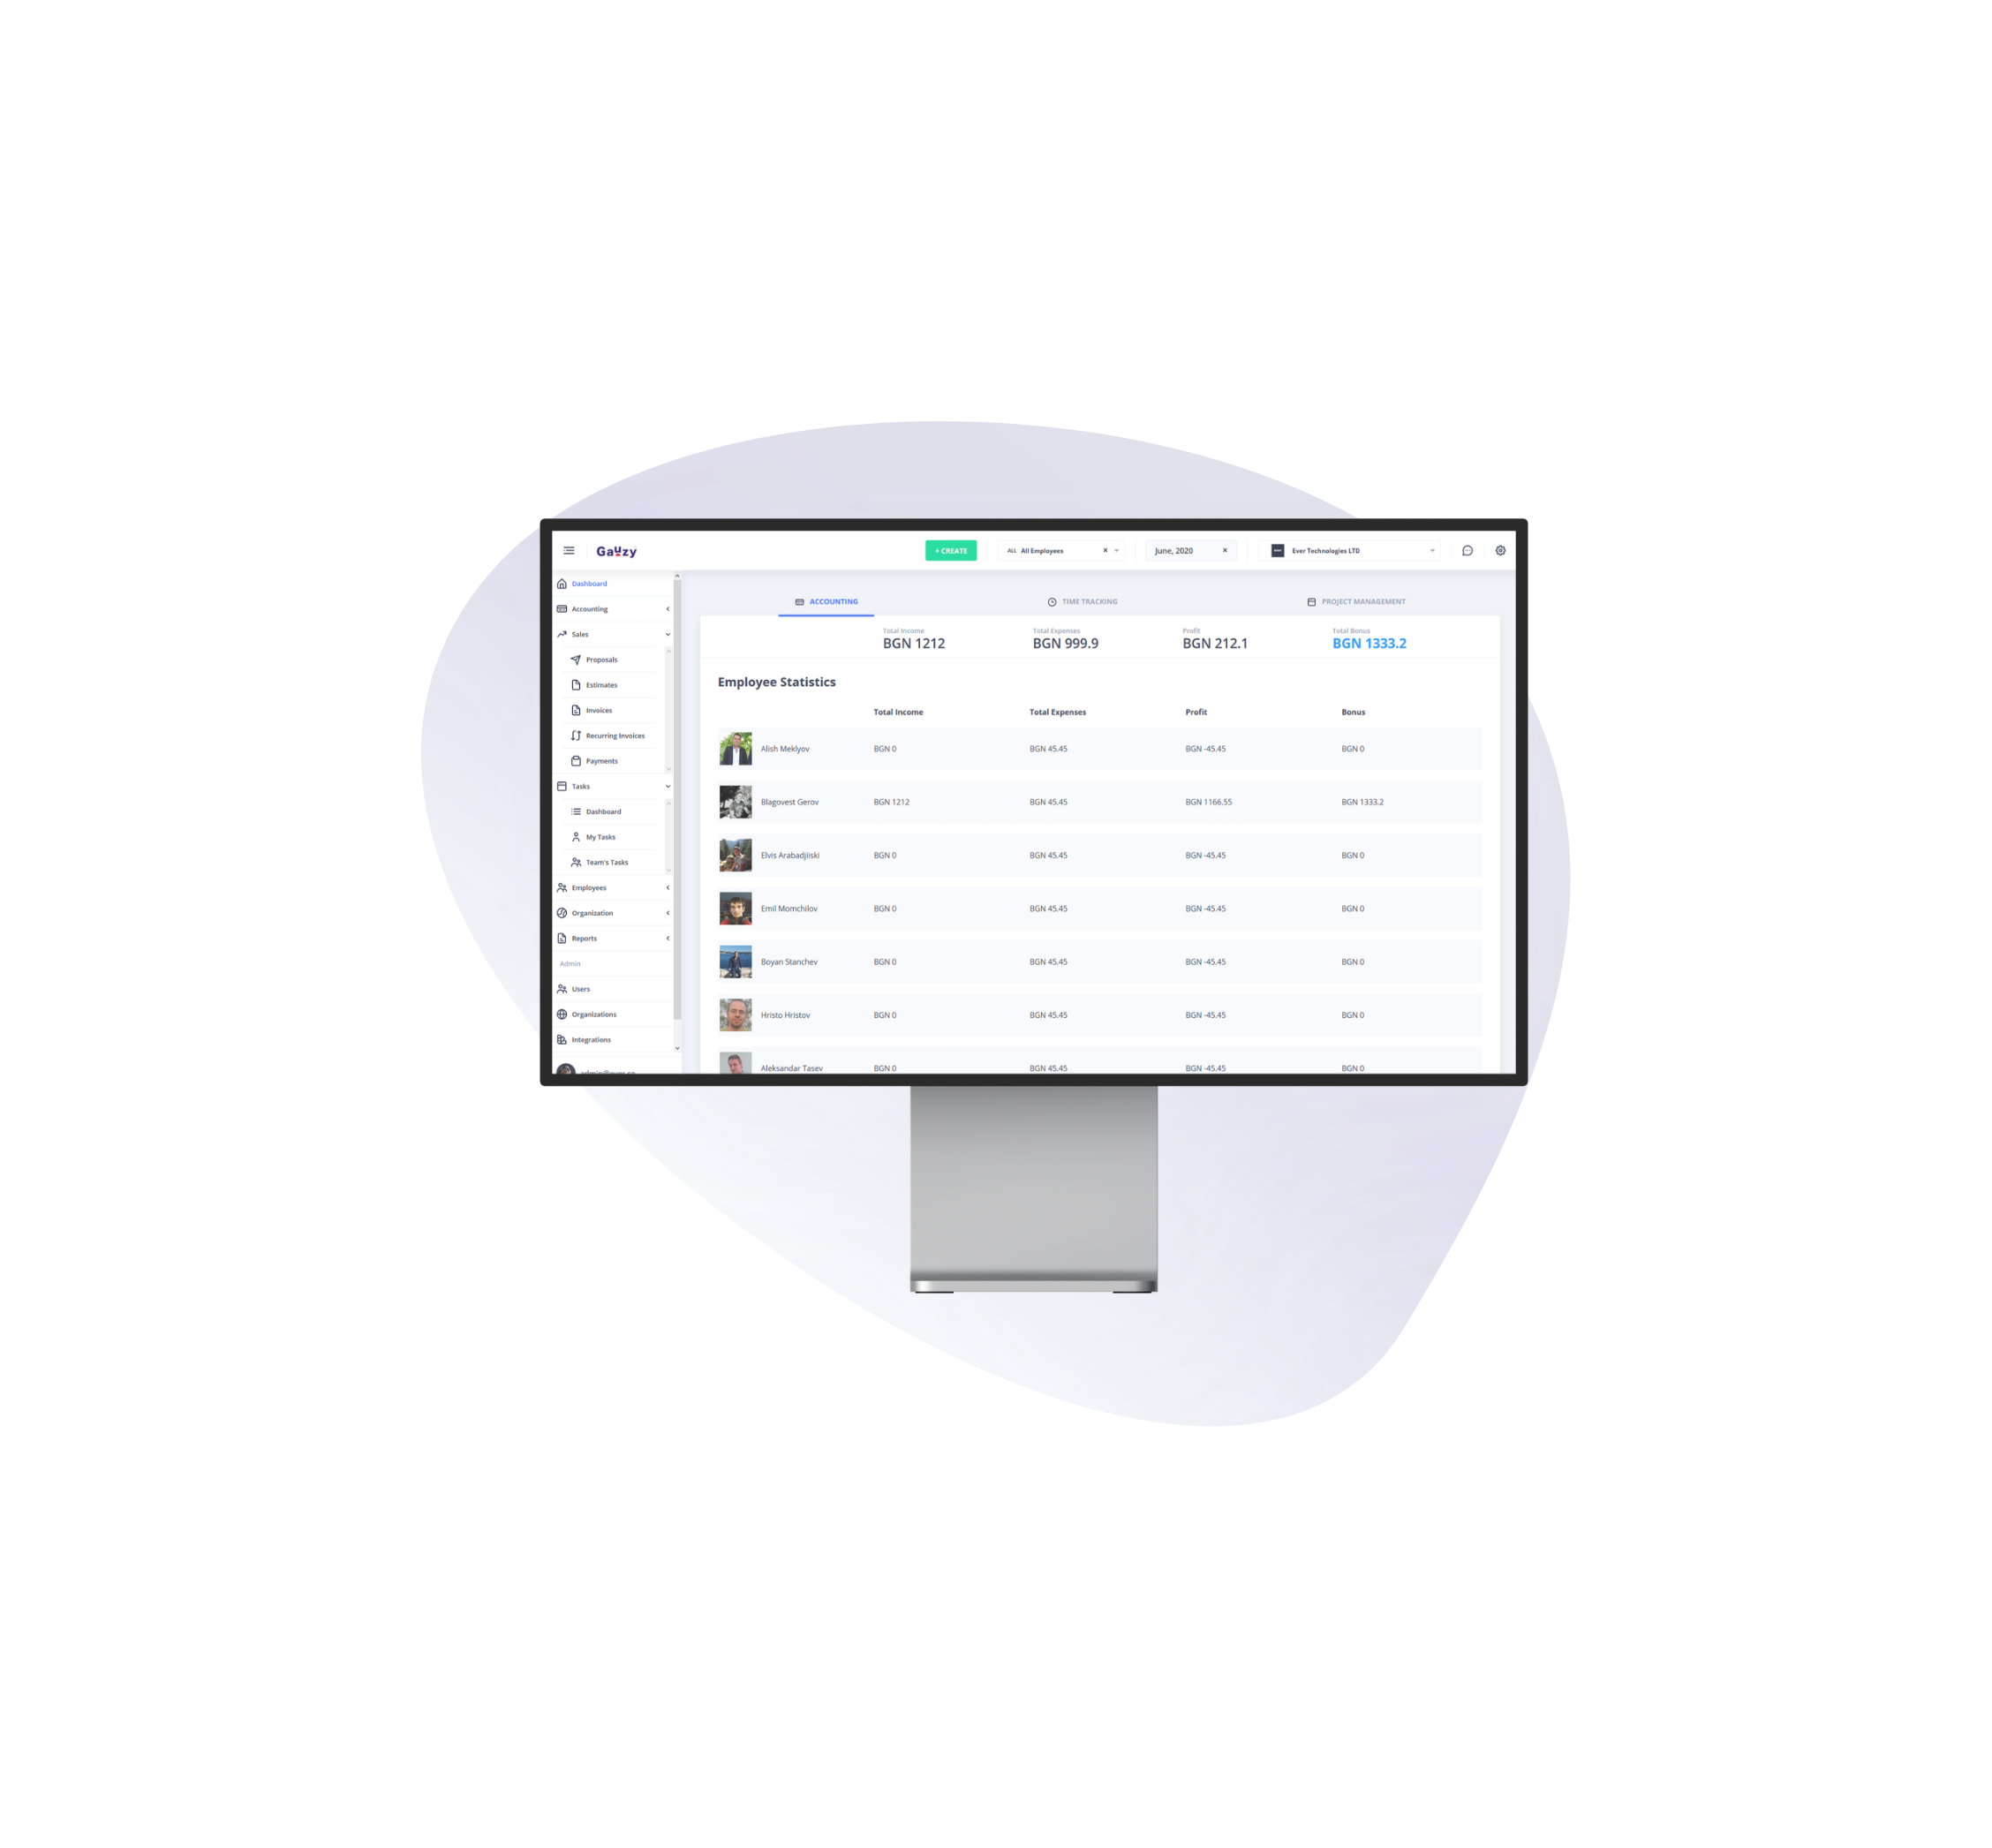 Gauzy
+ CREATE
ALL All Employees
June, 2020
EVER Ever Technologies LTD
Dashboard
Accounting
Sales
Proposals
Estimates
Invoices
Recurring Invoices
Payments
Tasks
Dashboard
My Tasks
Team's Tasks
Employees
Organization
Reports
Admin
Users
Organizations
Integrations
ACCOUNTING TIME TRACKING PROJECT MANAGEMENT
Total Income Total Expenses Profit Total Bonus
BGN 1212 BGN 999.9 BGN 212.1 BGN 1333.2
Employee Statistics
Total Income Total Expenses Profit Bonus
Alish Meklyov BGN 0 BGN 45.45 BGN -45.45 BGN 0
Blagovest Gerov BGN 1212 BGN 45.45 BGN 1166.55 BGN 1333.2
Elvis Arabadjiiski BGN 0 BGN 45.45 BGN -45.45 BGN 0
Emil Momchilov BGN 0 BGN 45.45 BGN -45.45 BGN 0
Boyan Stanchev BGN 0 BGN 45.45 BGN -45.45 BGN 0
Hristo Hristov BGN 0 BGN 45.45 BGN -45.45 BGN 0
Aleksandar Tasev BGN 0 BGN 45.45 BGN -45.45 BGN 0